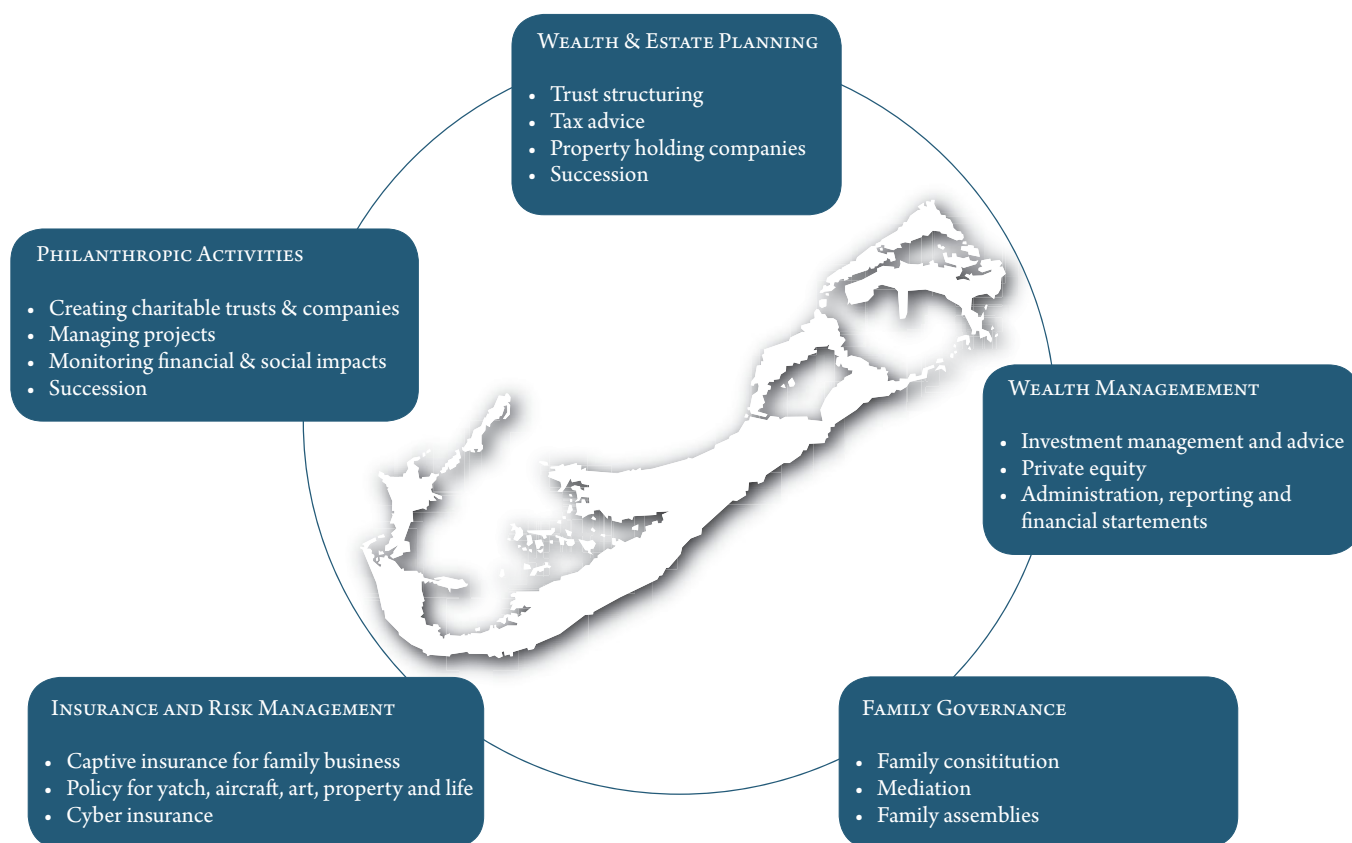 Wealth & Estate Planning
• Trust structuring
• Tax advice
• Property holding companies
• Succession
Philanthropic Activities
• Creating charitable trusts & companies
• Managing projects
• Monitoring financial & social impacts
• Succession
Wealth Managemement
• Investment management and advice
• Private equity
• Administration, reporting and
financial startements
Insurance and Risk Management
• Captive insurance for family business
• Policy for yatch, aircraft, art, property and life
• Cyber insurance
Family Governance
• Family consititution
• Mediation
• Family assemblies